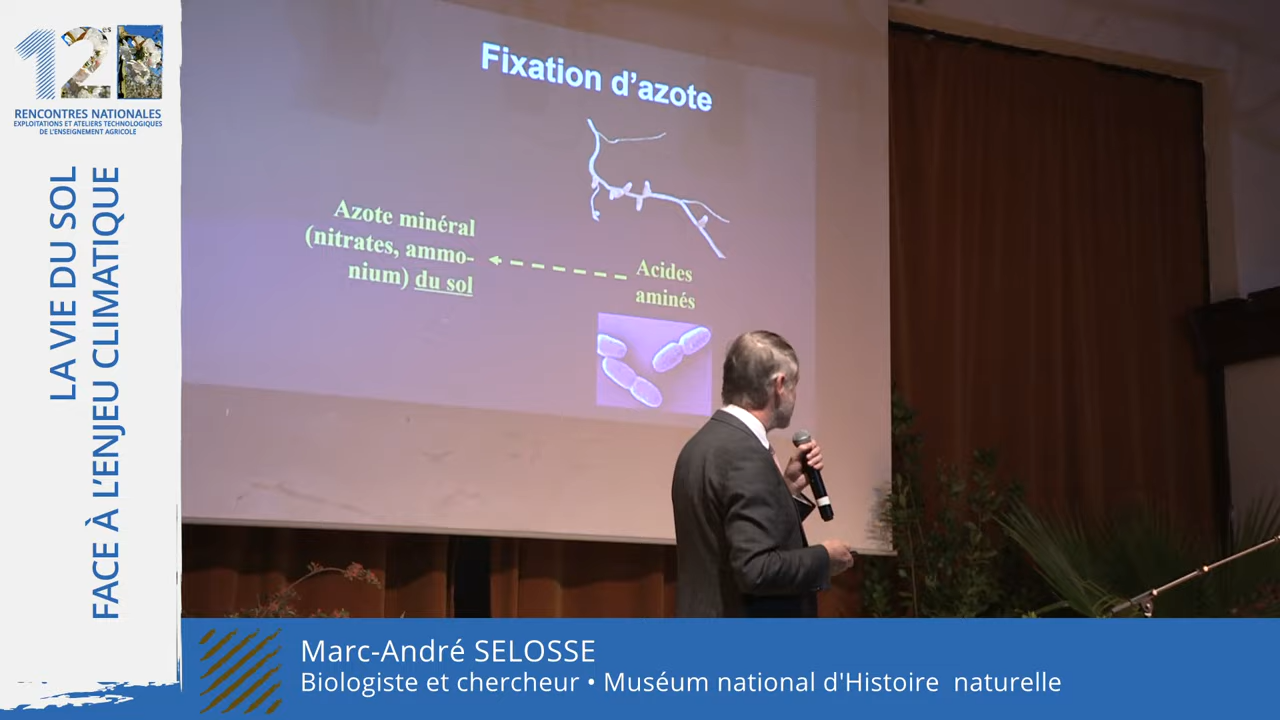 12
es
RENCONTRES NATIONALES
EXPLOITATIONS ET ATELIERS TECHNOLOGIQUES
DE L'ENSEIGNEMENT AGRICOLE
LA VIE DU SOL
FACE À L'ENJEU CLIMATIQUE
Fixation d'azote
Azote minéral
(nitrates, ammo-
nium) du sol
Acides
aminés
Marc-André SELOSSE
Biologiste et chercheur • Muséum national d'Histoire naturelle